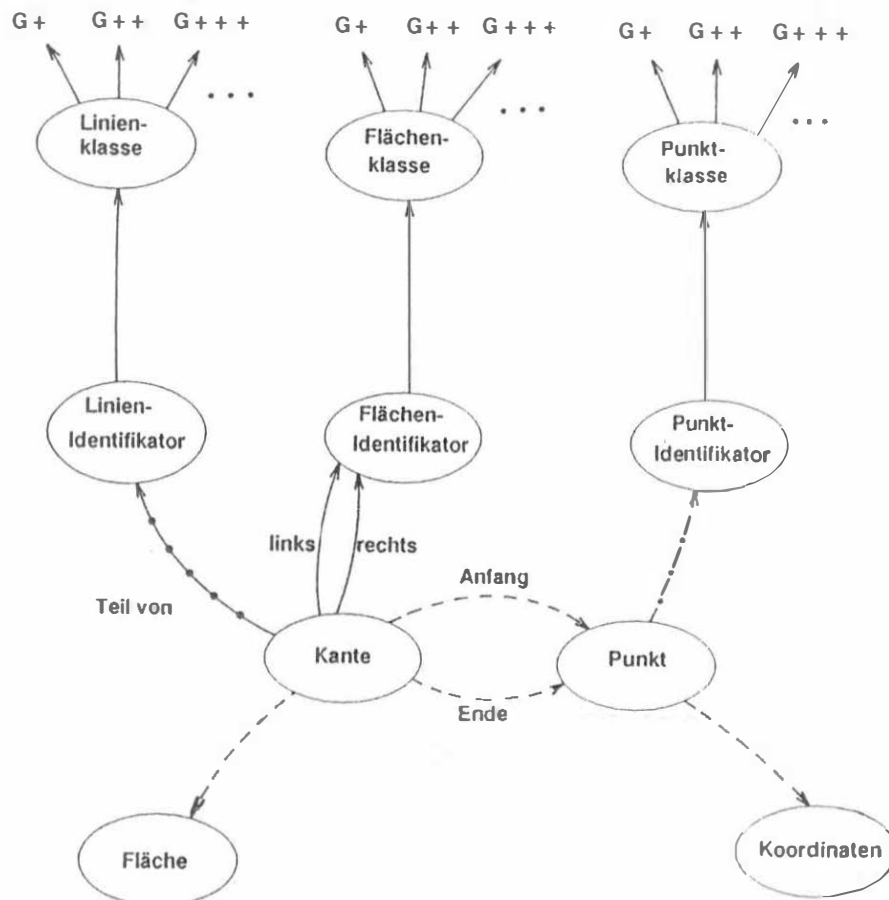 G+ G++ G+++ G+ G++ G+++ G+ G++ G+++
...
...
...
Linien-
klasse
Flächen-
klasse
Punkt-
klasse
Linien-
Identifikator
Flächen-
Identifikator
Punkt-
Identifikator
links
rechts
Teil von
Anfang
Kante
Punkt
Ende
Fläche
Koordinaten